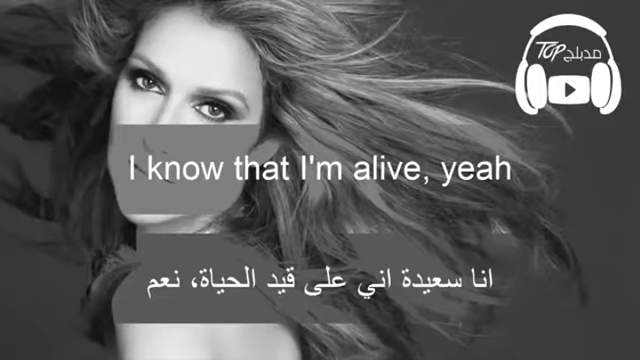 TOP مدبلج
I know that I'm alive, yeah
انا سعيدة اني على قيد الحياة، نعم